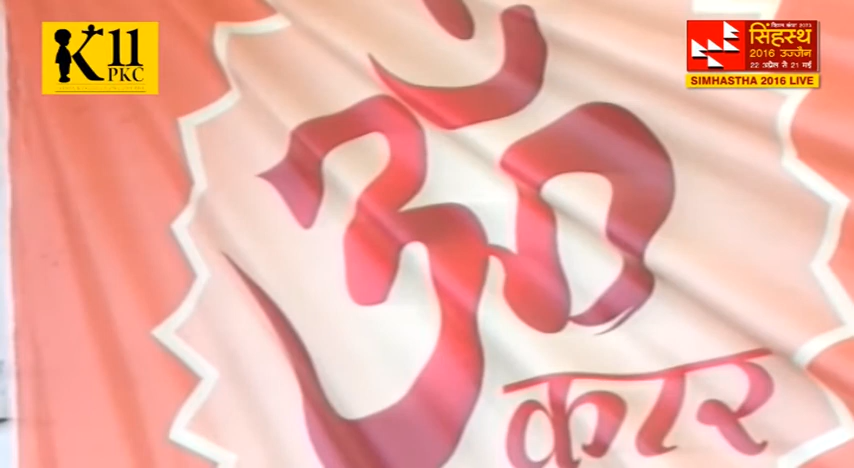 K11
PKC
सिंहस्थ
2016 उज्जैन
22 अप्रैल से 21 मई
SIMHASTHA 2016 LIVE
ॐ
कार